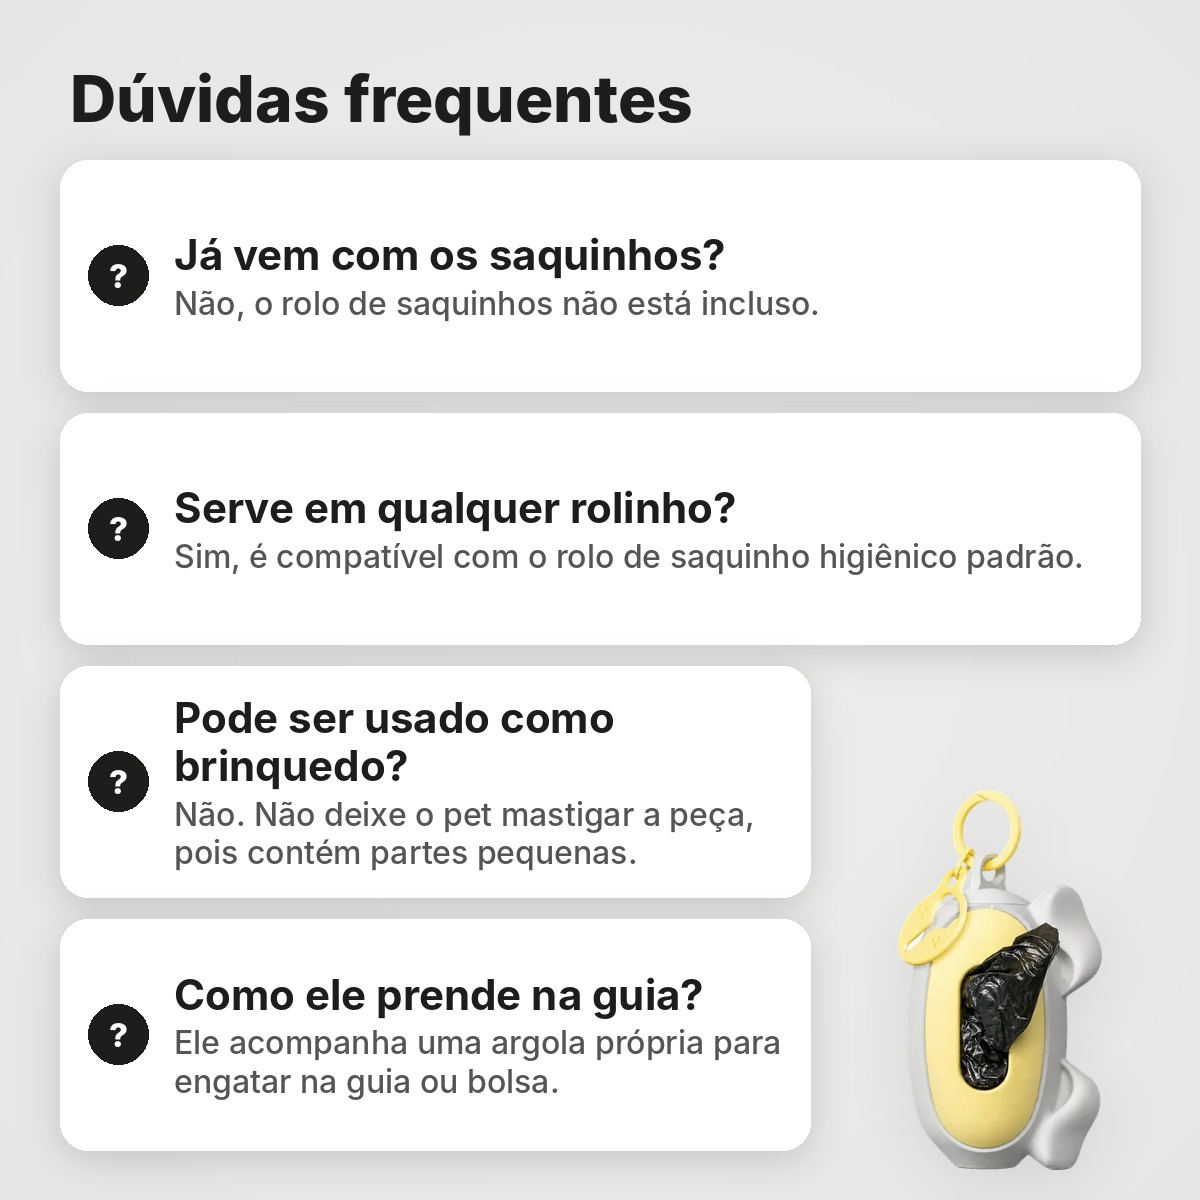 Dúvidas frequentes
?
Já vem com os saquinhos?
Não, o rolo de saquinhos não está incluso.
?
Serve em qualquer rolinho?
Sim, é compatível com o rolo de saquinho higiênico padrão.
?
Pode ser usado como
brinquedo?
Não. Não deixe o pet mastigar a peça,
pois contém partes pequenas.
?
Como ele prende na guia?
Ele acompanha uma argola própria para
engatar na guia ou bolsa.